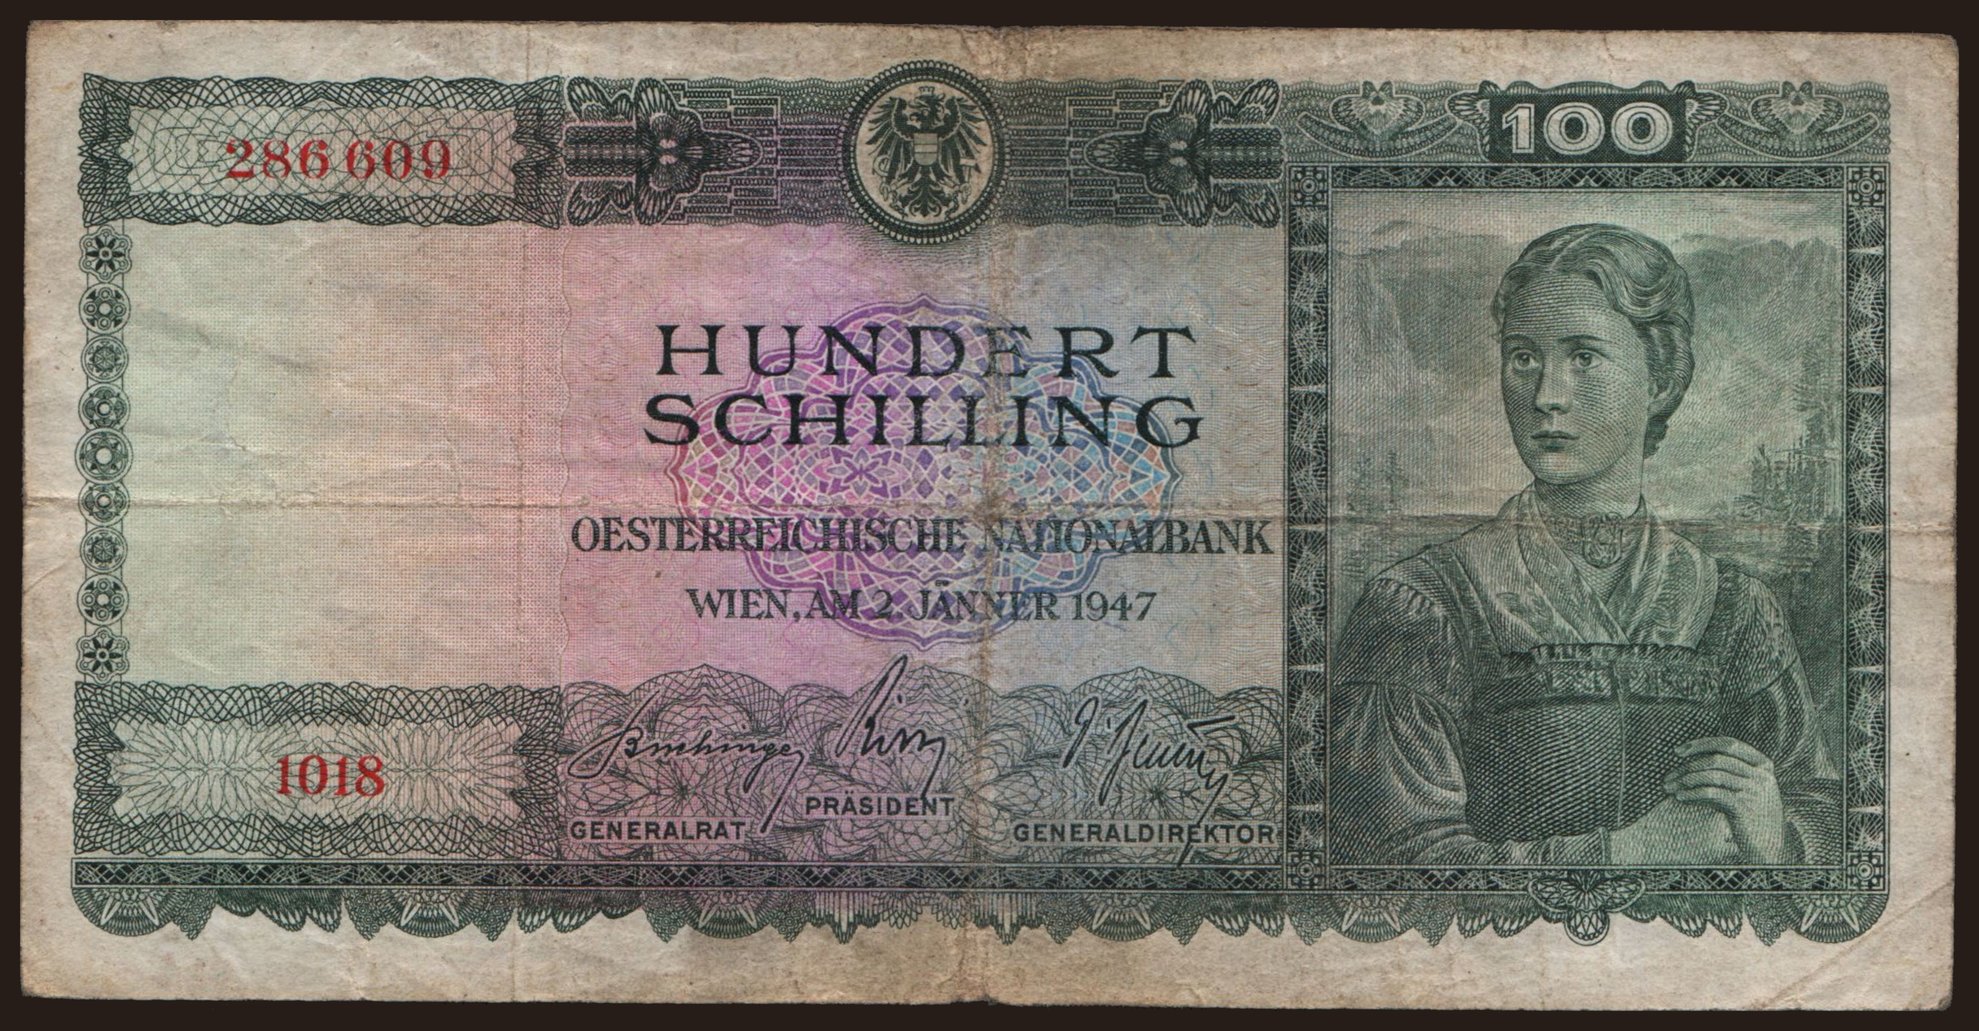 286 609
100
HUNDERT
SCHILLING
OESTERREICHISCHE NATIONALBANK
WIEN, AM 2. JÄNNER 1947
GENERALRAT
PRÄSIDENT
GENERALDIREKTOR
1018